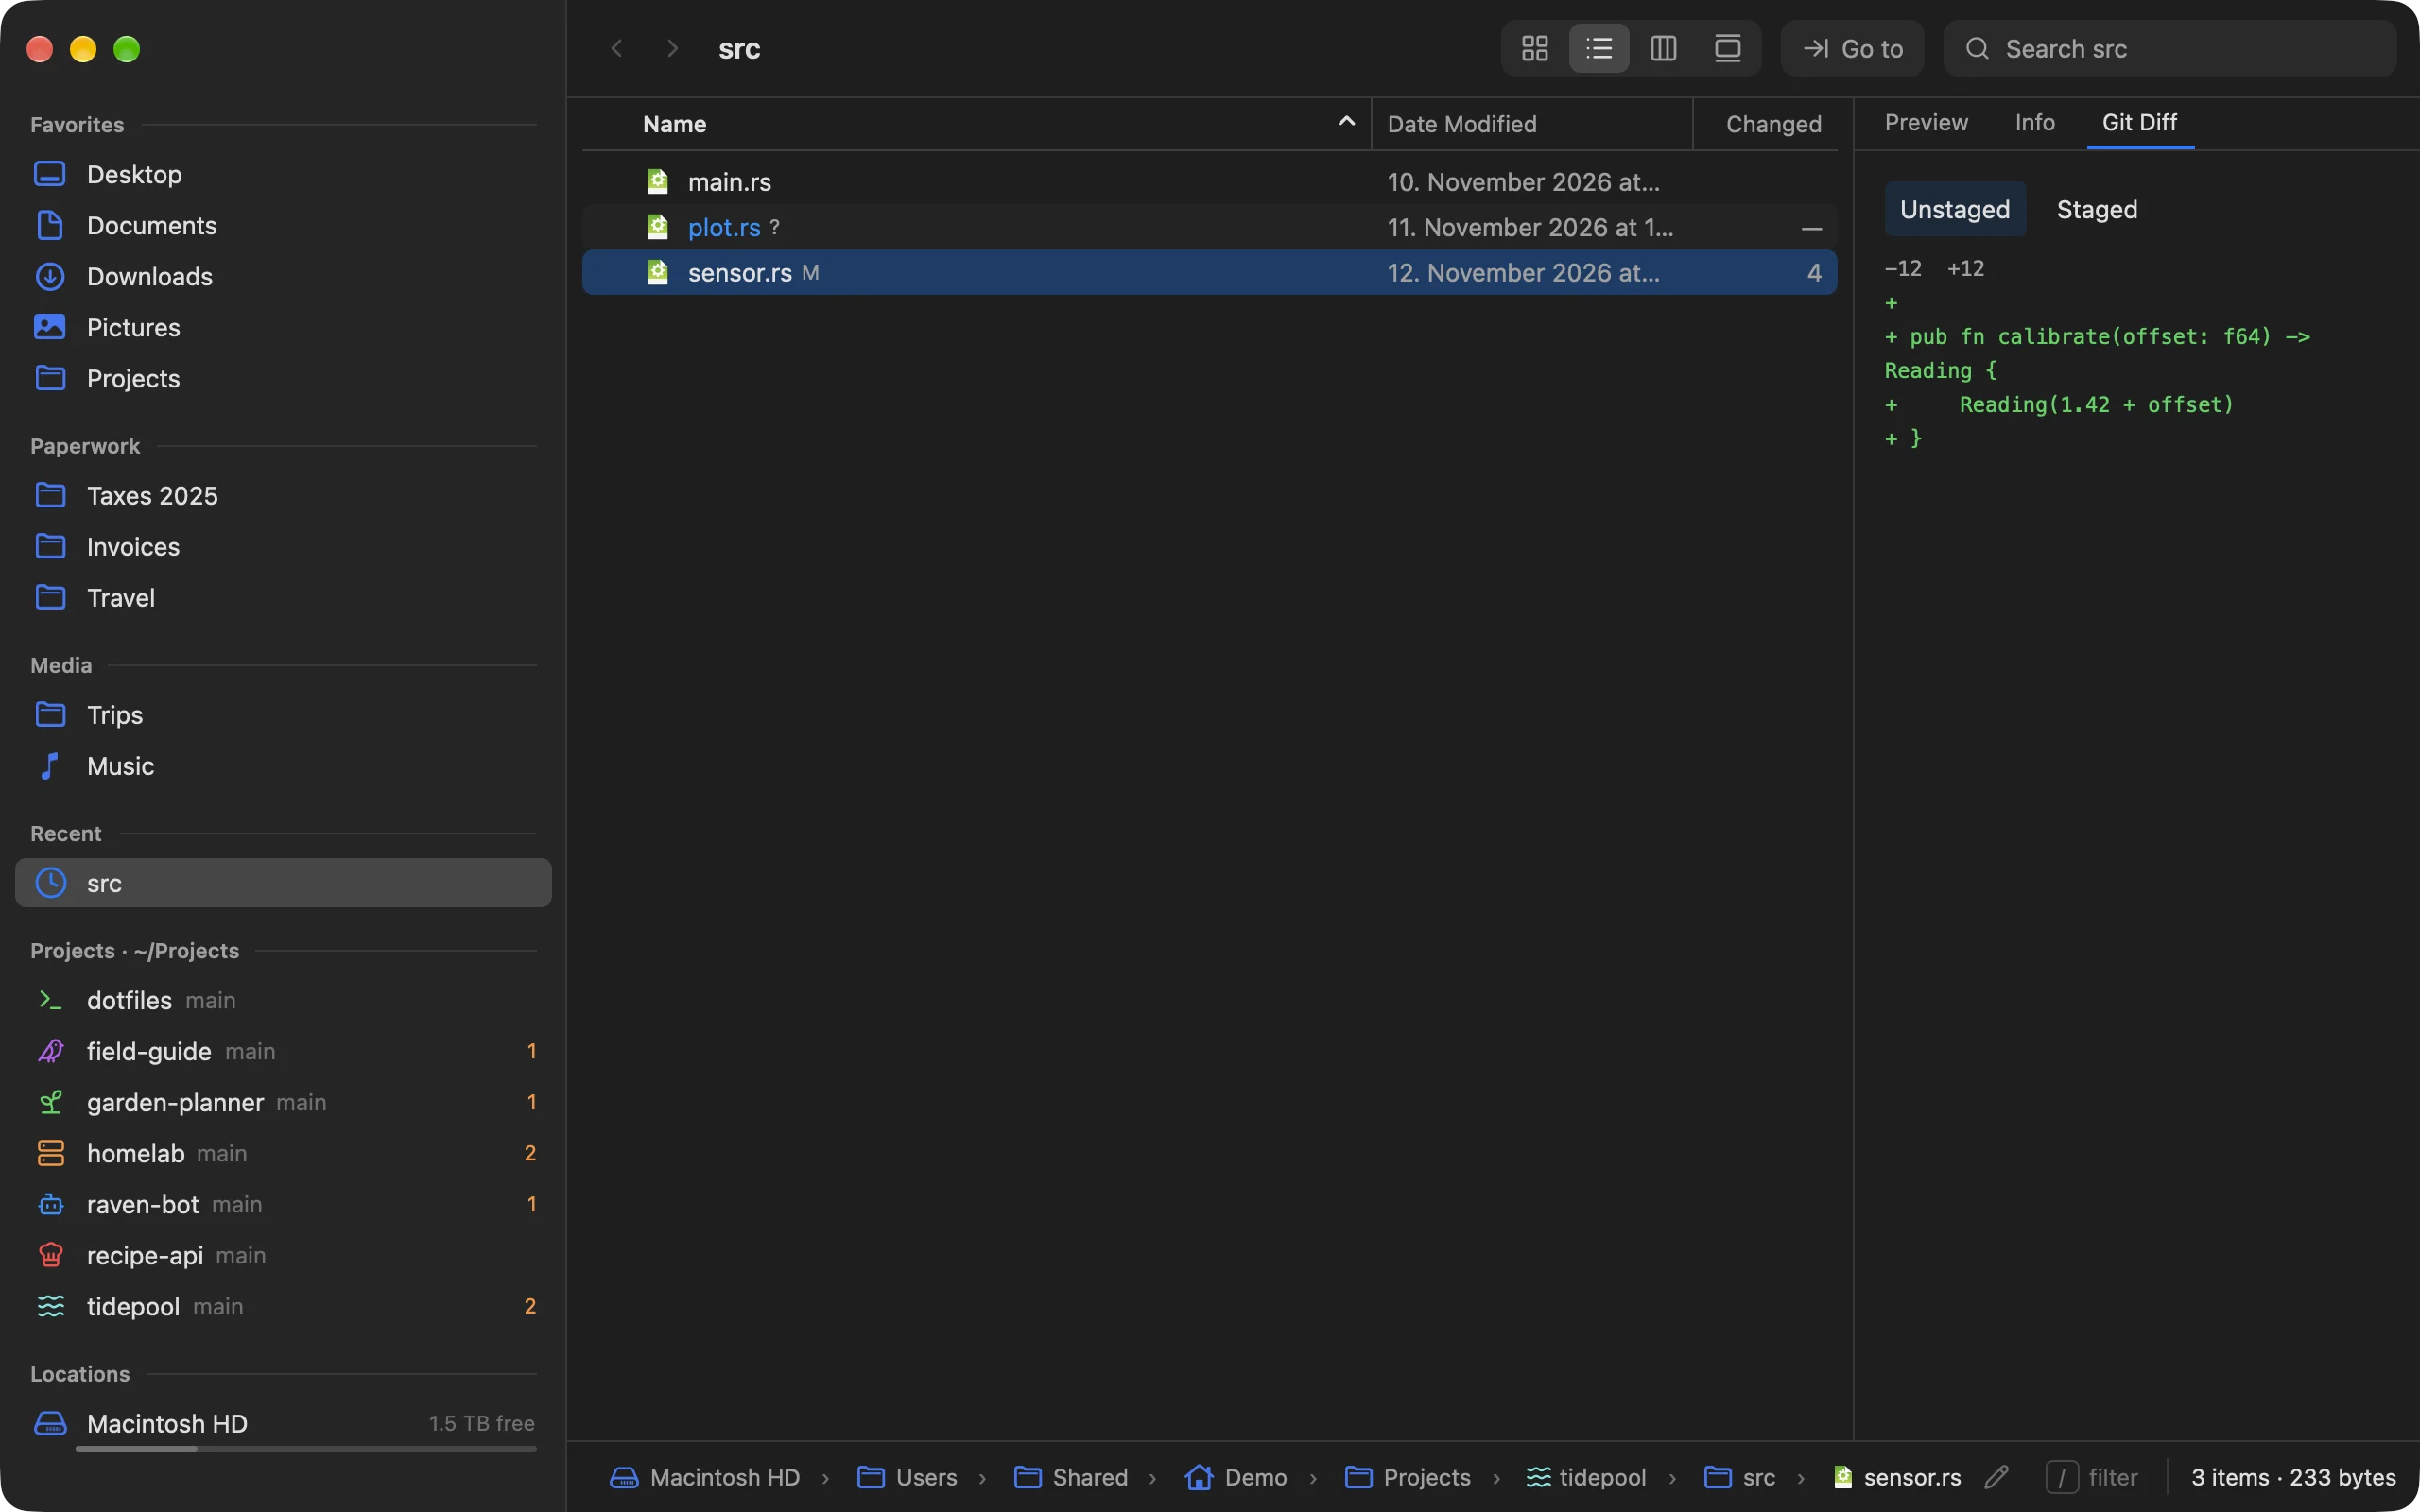 src
Go to
Search src
Favorites
Desktop
Documents
Downloads
Pictures
Projects
Paperwork
Taxes 2025
Invoices
Travel
Media
Trips
Music
Recent
src
Projects · ~/Projects
dotfiles main
field-guide main 1
garden-planner main 1
homelab main 2
raven-bot main 1
recipe-api main
tidepool main 2
Locations
Macintosh HD 1.5 TB free
Name Date Modified Changed
main.rs 10. November 2026 at...
plot.rs ? 11. November 2026 at 1... —
sensor.rs M 12. November 2026 at... 4
Preview Info Git Diff
Unstaged Staged
−12 +12
+
+ pub fn calibrate(offset: f64) ->
Reading {
+     Reading(1.42 + offset)
+ }
Macintosh HD › Users › Shared › Demo › Projects › tidepool › src › sensor.rs
/ filter
3 items · 233 bytes